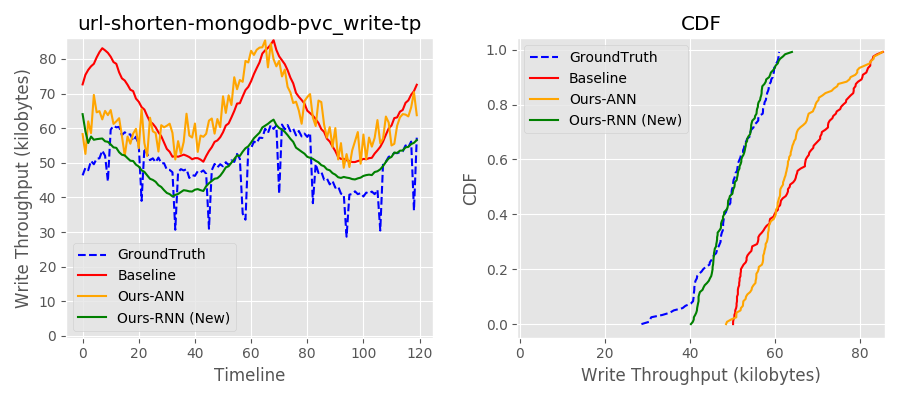 url-shorten-mongodb-pvc_write-tp
Write Throughput (kilobytes)
80
70
60
50
40
30
20
10
0
GroundTruth
Baseline
Ours-ANN
Ours-RNN (New)
0 20 40 60 80 100 120
Timeline
CDF
CDF
1.0
0.8
0.6
0.4
0.2
0.0
GroundTruth
Baseline
Ours-ANN
Ours-RNN (New)
0 20 40 60 80
Write Throughput (kilobytes)